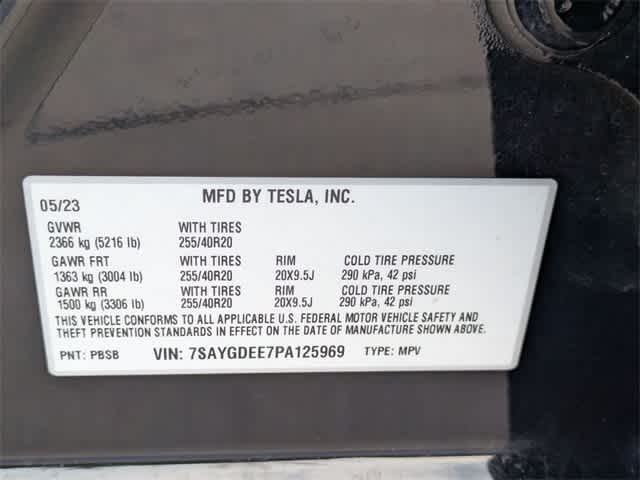 MFD BY TESLA, INC.
05/23
GVWR WITH TIRES
2366 kg (5216 lb) 255/40R20
GAWR FRT WITH TIRES RIM COLD TIRE PRESSURE
1363 kg (3004 lb) 255/40R20 20X9.5J 290 kPa, 42 psi
GAWR RR WITH TIRES RIM COLD TIRE PRESSURE
1500 kg (3306 lb) 255/40R20 20X9.5J 290 kPa, 42 psi
THIS VEHICLE CONFORMS TO ALL APPLICABLE U.S. FEDERAL MOTOR VEHICLE SAFETY AND
THEFT PREVENTION STANDARDS IN EFFECT ON THE DATE OF MANUFACTURE SHOWN ABOVE.
PNT: PBSB VIN: 7SAYGDEE7PA125969 TYPE: MPV